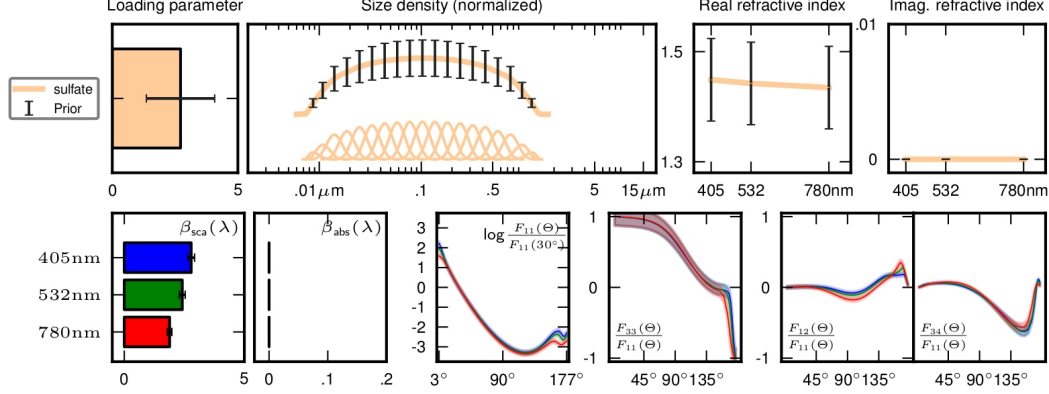 Loading parameter
Size density (normalized)
Real refractive index
Imag. refractive index
sulfate
Prior
0 5
.01μm .1 .5 5 15μm
1.5
1.3
405 532 780nm
.01
0
405 532 780nm
β_sca(λ)
405nm
532nm
780nm
0 5
β_abs(λ)
0 .1 .2
log F₁₁(Θ)/F₁₁(30°)
3
2
1
0
-1
-2
-3
3° 90° 177°
1
0
-1
F₃₃(Θ)/F₁₁(Θ)
45° 90° 135°
1
0
-1
F₁₂(Θ)/F₁₁(Θ)
45° 90° 135°
F₃₄(Θ)/F₁₁(Θ)
45° 90° 135°